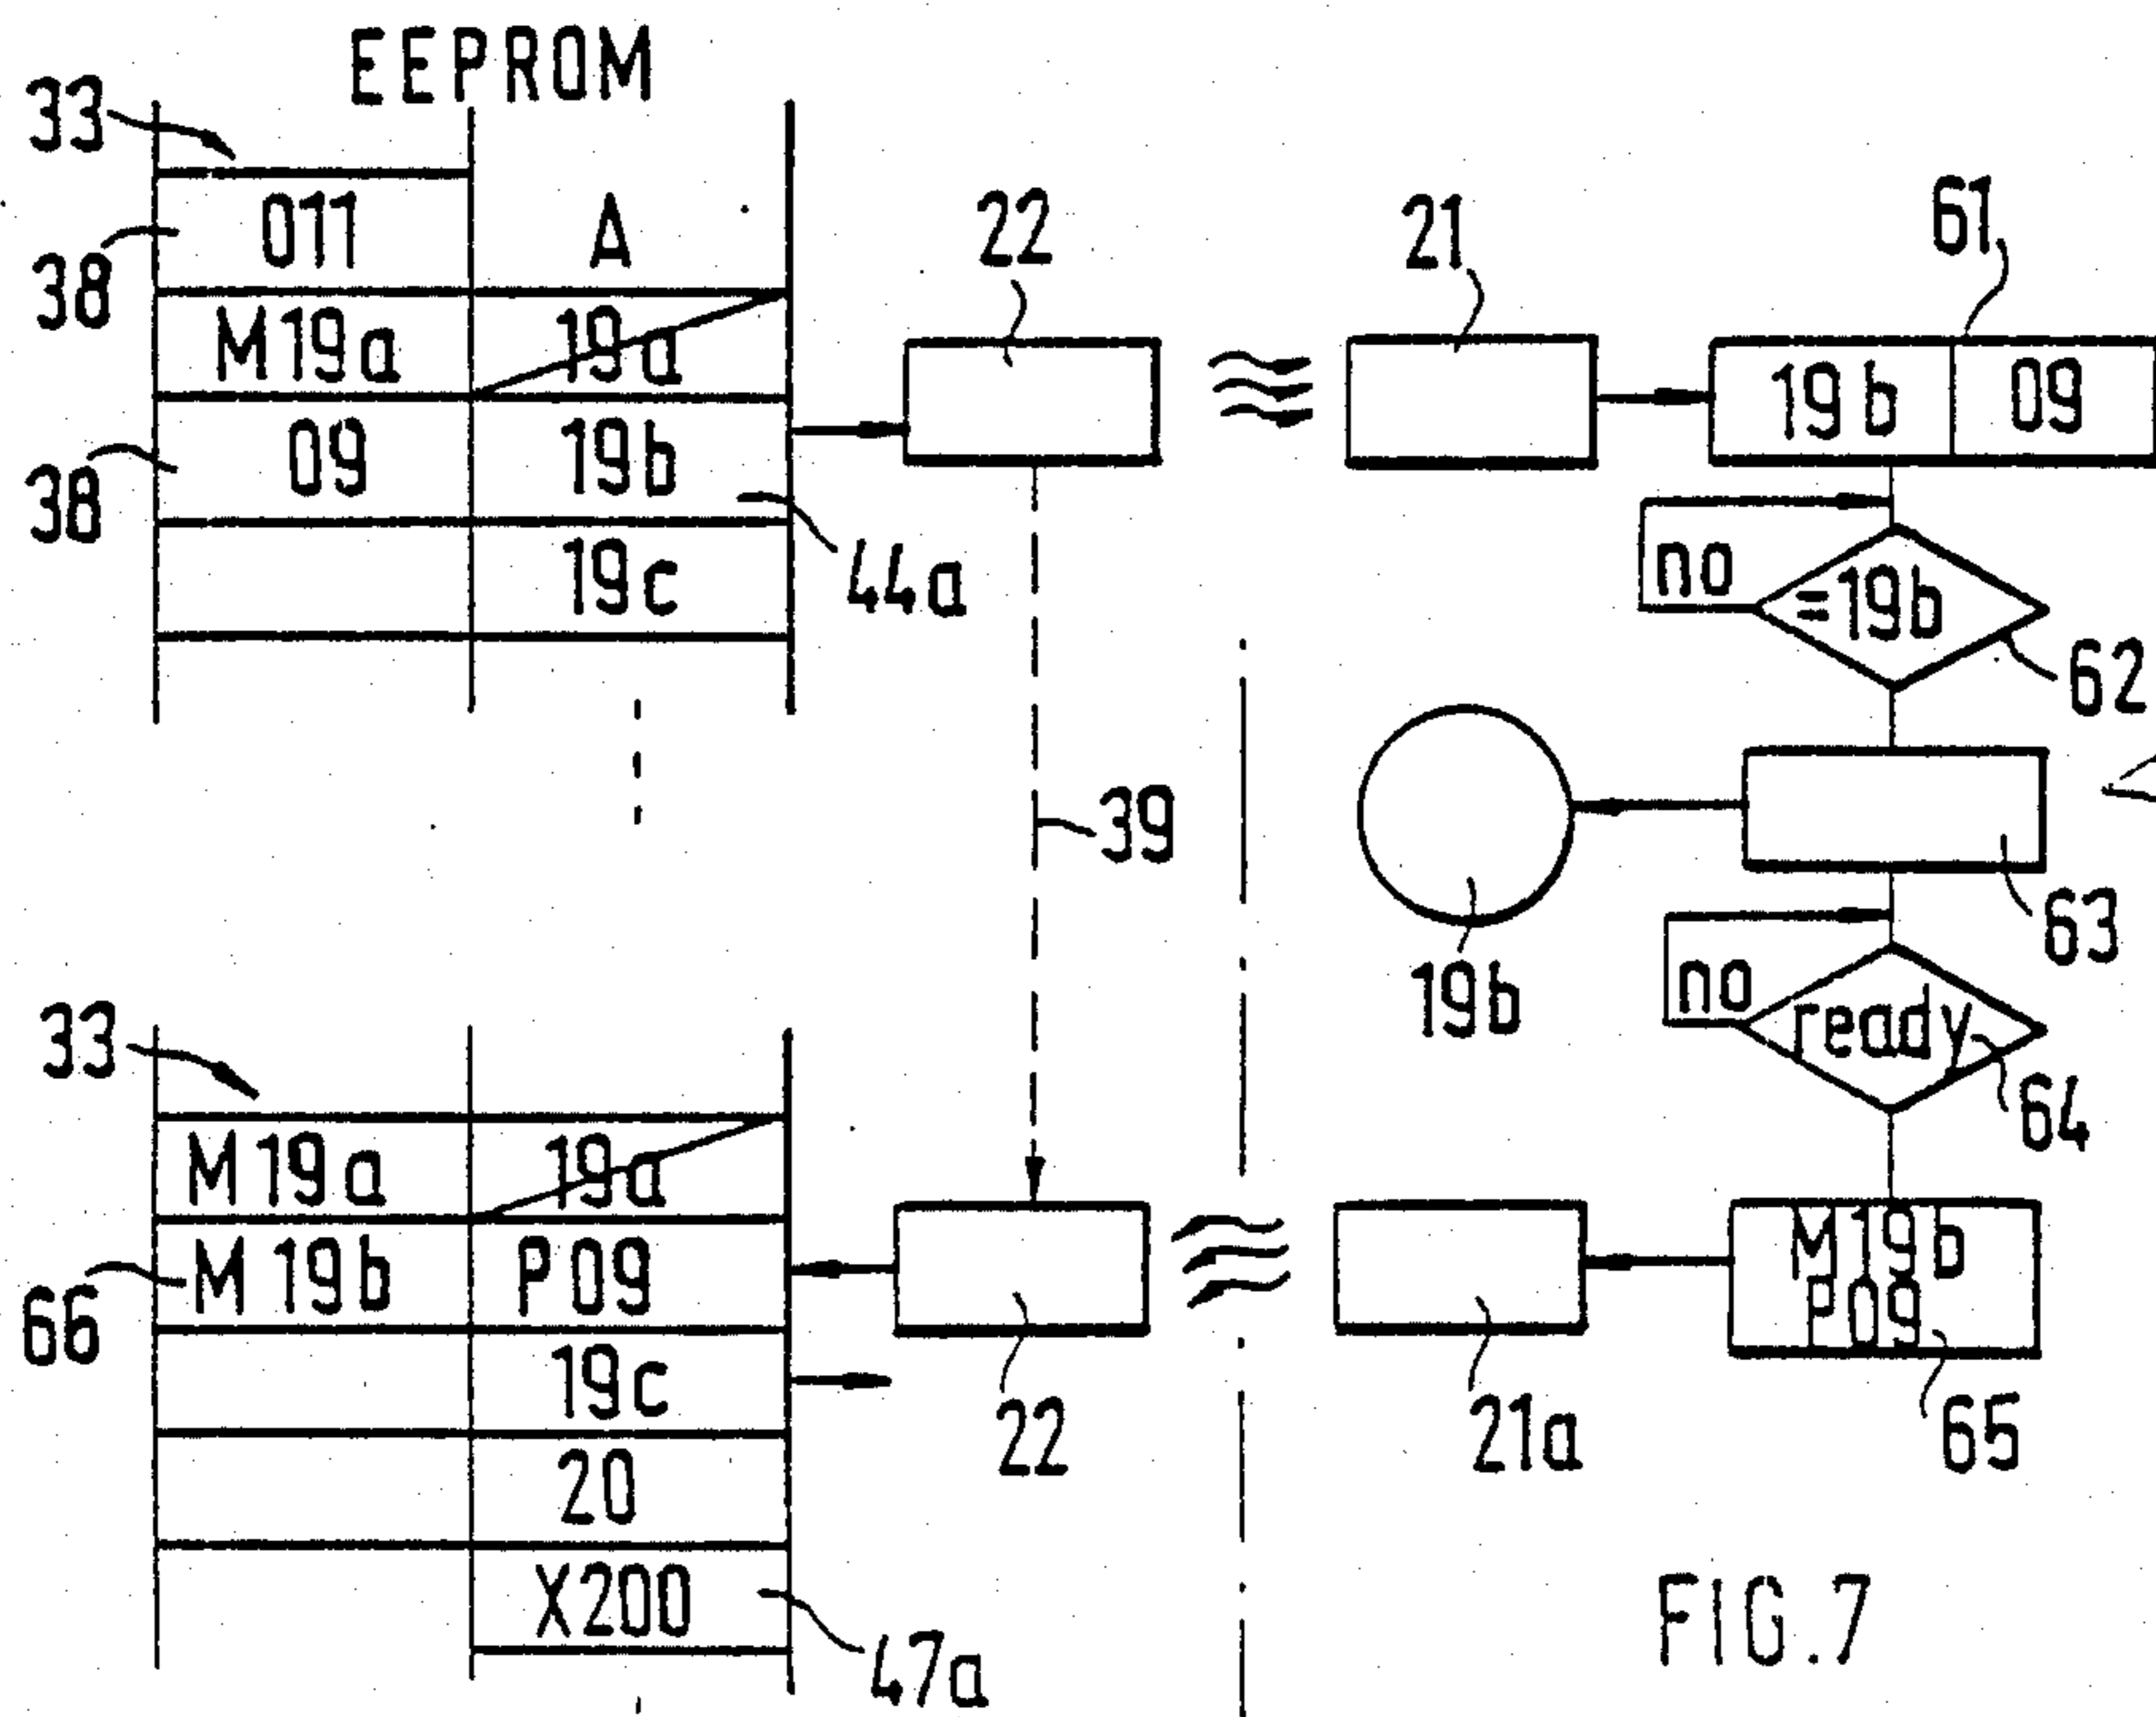 EEPROM
33
011 A
38
M19a 19a
09 19b
38
19c
44a
22
21
61
19b 09
no
=19b
62
39
63
19b
no
ready
64
33
M19a 19a
M19b P09
66
19c
20
X200
47a
22
21a
M19b
P09
65
FIG.7